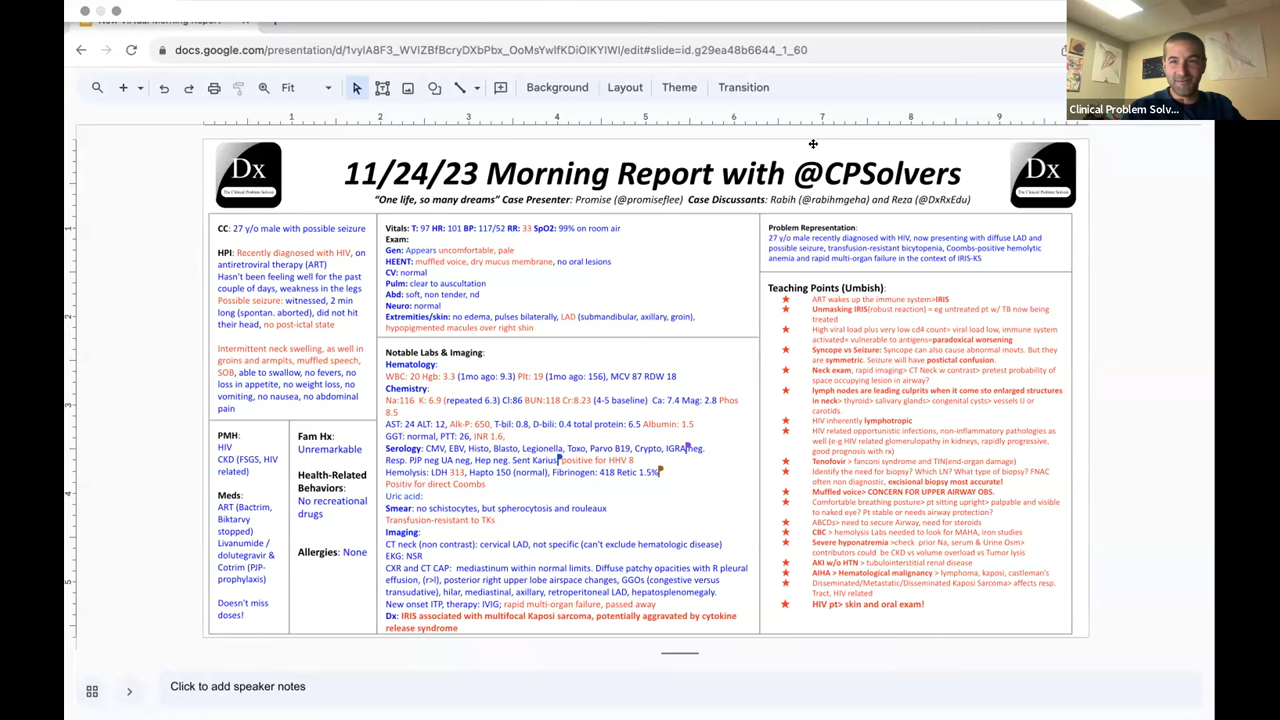 New Virtual Morning Report
docs.google.com/presentation/d/1vylA8F3_WVlZBfBcryDXbPbx_OoMsYwlfKDiOlKYIWI/edit#slide=id.g29ea48b6644_1_60
Clinical Problem Solv...
Fit
Background Layout Theme Transition
1 2 3 4 5 6 7 8 9
Dx
The Clinical Problem Solvers
11/24/23 Morning Report with @CPSolvers
"One life, so many dreams" Case Presenter: Promise (@promiseflee) Case Discussants: Rabih (@rabihmgeha) and Reza (@DxRxEdu)
Dx
The Clinical Problem Solvers
CC: 27 y/o male with possible seizure
HPI: Recently diagnosed with HIV, on
antiretroviral therapy (ART)
Hasn't been feeling well for the past
couple of days, weakness in the legs
Possible seizure: witnessed, 2 min
long (spontan. aborted), did not hit
their head, no post-ictal state
Intermittent neck swelling, as well in
groins and armpits, muffled speech,
SOB, able to swallow, no fevers, no
loss in appetite, no weight loss, no
vomiting, no nausea, no abdominal
pain
PMH:
HIV
CKD (FSGS, HIV
related)
Meds:
ART (Bactrim,
Biktarvy
stopped)
Livanumide /
dolutegravir &
Cotrim (PJP-
prophylaxis)
Doesn't miss
doses!
Fam Hx:
Unremarkable
Health-Related
Behaviors:
No recreational
drugs
Allergies: None
Vitals: T: 97 HR: 101 BP: 117/52 RR: 33 SpO2: 99% on room air
Exam:
Gen: Appears uncomfortable, pale
HEENT: muffled voice, dry mucus membrane, no oral lesions
CV: normal
Pulm: clear to auscultation
Abd: soft, non tender, nd
Neuro: normal
Extremities/skin: no edema, pulses bilaterally, LAD (submandibular, axillary, groin),
hypopigmented macules over right shin
Notable Labs & Imaging:
Hematology:
WBC: 20 Hgb: 3.3 (1mo ago: 9.3) Plt: 19 (1mo ago: 156), MCV 87 RDW 18
Chemistry:
Na:116 K: 6.9 (repeated 6.3) Cl:86 BUN:118 Cr:8.23 (4-5 baseline) Ca: 7.4 Mag: 2.8 Phos
8.5
AST: 24 ALT: 12, Alk-P: 650, T-bil: 0.8, D-bili: 0.4 total protein: 6.5 Albumin: 1.5
GGT: normal, PTT: 26, INR 1.6,
Serology: CMV, EBV, Histo, Blasto, Legionella, Toxo, Parvo B19, Crypto, IGRA neg.
Resp. PJP neg UA neg, Hep neg. Sent Karius positive for HHV 8
Hemolysis: LDH 313, Hapto 150 (normal), Fibrinogen: 418 Retic 1.5%
Positiv for direct Coombs
Uric acid:
Smear: no schistocytes, but spherocytosis and rouleaux
Transfusion-resistant to TKs
Imaging:
CT neck (non contrast): cervical LAD, not specific (can't exclude hematologic disease)
EKG: NSR
CXR and CT CAP: mediastinum within normal limits. Diffuse patchy opacities with R pleural
effusion, (r>l), posterior right upper lobe airspace changes, GGOs (congestive versus
transudative), hilar, mediastinal, axillary, retroperitoneal LAD, hepatosplenomegaly.
New onset ITP, therapy: IVIG; rapid multi-organ failure, passed away
Dx: IRIS associated with multifocal Kaposi sarcoma, potentially aggravated by cytokine
release syndrome
Problem Representation:
27 y/o male recently diagnosed with HIV, now presenting with diffuse LAD and
possible seizure, transfusion-resistant bicytopenia, Coombs-positive hemolytic
anemia and rapid multi-organ failure in the context of IRIS-KS
Teaching Points (Umbish):
ART wakes up the immune system>IRIS
Unmasking IRIS(robust reaction) = eg untreated pt w/ TB now being
treated
High viral load plus very low cd4 count= viral load low, immune system
activated= vulnerable to antigens=paradoxical worsening
Syncope vs Seizure: Syncope can also cause abnormal movts. But they
are symmetric. Seizure will have postictal confusion.
Neck exam, rapid imaging> CT Neck w contrast> pretest probability of
space occupying lesion in airway?
lymph nodes are leading culprits when it come sto enlarged structures
in neck> thyroid> salivary glands> congenital cysts> vessels IJ or
carotids.
HIV inherently lymphotropic
HIV related opportunistic infections, non-inflammatory pathologies as
well (e-g HIV related glomerulopathy in kidneys, rapidly progressive,
good prognosis with rx)
Tenofovir > fanconi syndrome and TIN(end-organ damage)
Identify the need for biopsy? Which LN? What type of biopsy? FNAC
often non diagnostic, excisional biopsy most accurate!
Muffled voice> CONCERN FOR UPPER AIRWAY OBS.
Comfortable breathing posture> pt sitting upright> palpable and visible
to naked eye? Pt stable or needs airway protection?
ABCDs> need to secure Airway, need for steroids
CBC > hemolysis Labs needed to look for MAHA, iron studies
Severe hyponatremia >check prior Na, serum & Urine Osm>
contributors could be CKD vs volume overload vs Tumor lysis
AKI w/o HTN > tubulointerstitial renal disease
AIHA > Hematological malignancy > lymphoma, kaposi, castleman's
Disseminated/Metastatic/Disseminated Kaposi Sarcoma> affects resp.
Tract, HIV related
HIV pt> skin and oral exam!
Click to add speaker notes